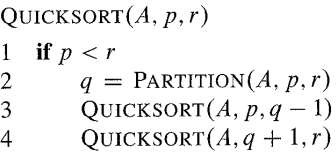 QUICKSORT(A, p, r)
1 if p < r
2 q = PARTITION(A, p, r)
3 QUICKSORT(A, p, q − 1)
4 QUICKSORT(A, q + 1, r)